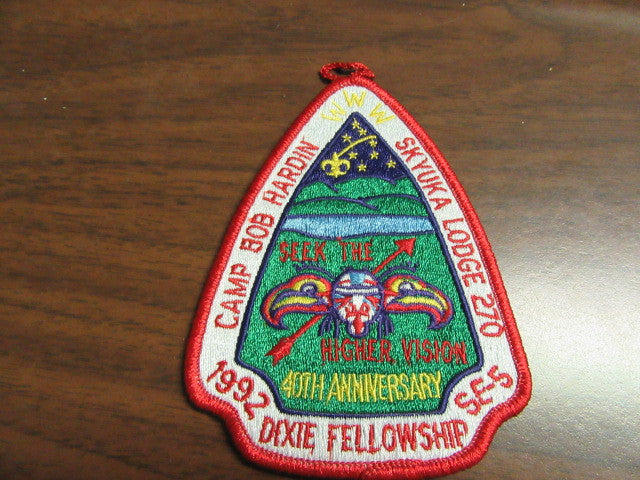 WWW
CAMP BOB HARDIN
SKYUKA LODGE 270
SEEK THE
HIGHER VISION
40TH ANNIVERSARY
1992 DIXIE FELLOWSHIP SE-5